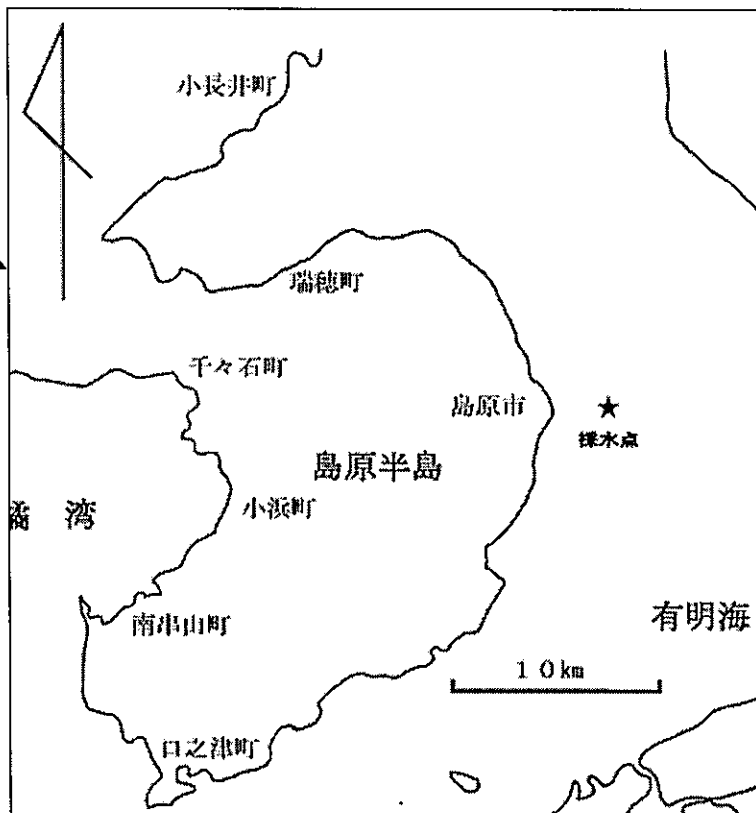 小長井町
瑞穂町
千々石町
島原市
採水点
島原半島
橘湾
小浜町
南串山町
有明海
10km
口之津町